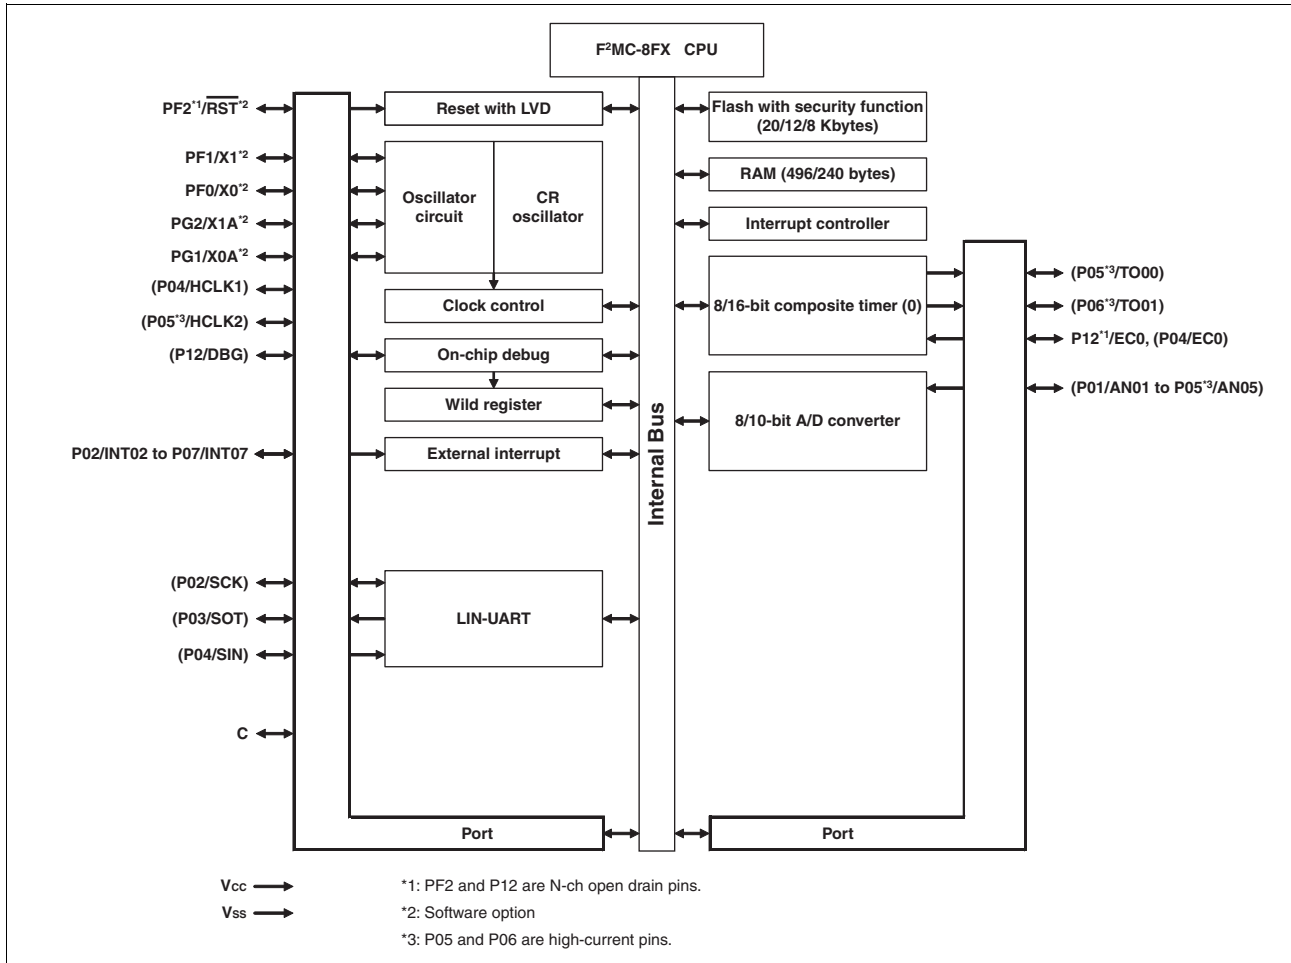 F²MC-8FX CPU
PF2*1/RST*2
PF1/X1*2
PF0/X0*2
PG2/X1A*2
PG1/X0A*2
(P04/HCLK1)
(P05*3/HCLK2)
(P12/DBG)
P02/INT02 to P07/INT07
(P02/SCK)
(P03/SOT)
(P04/SIN)
C
Reset with LVD
Oscillator
circuit
CR
oscillator
Clock control
On-chip debug
Wild register
External interrupt
LIN-UART
Port
Internal Bus
Flash with security function
(20/12/8 Kbytes)
RAM (496/240 bytes)
Interrupt controller
8/16-bit composite timer (0)
8/10-bit A/D converter
Port
(P05*3/TO00)
(P06*3/TO01)
P12*1/EC0, (P04/EC0)
(P01/AN01 to P05*3/AN05)
Vcc
Vss
*1: PF2 and P12 are N-ch open drain pins.
*2: Software option
*3: P05 and P06 are high-current pins.